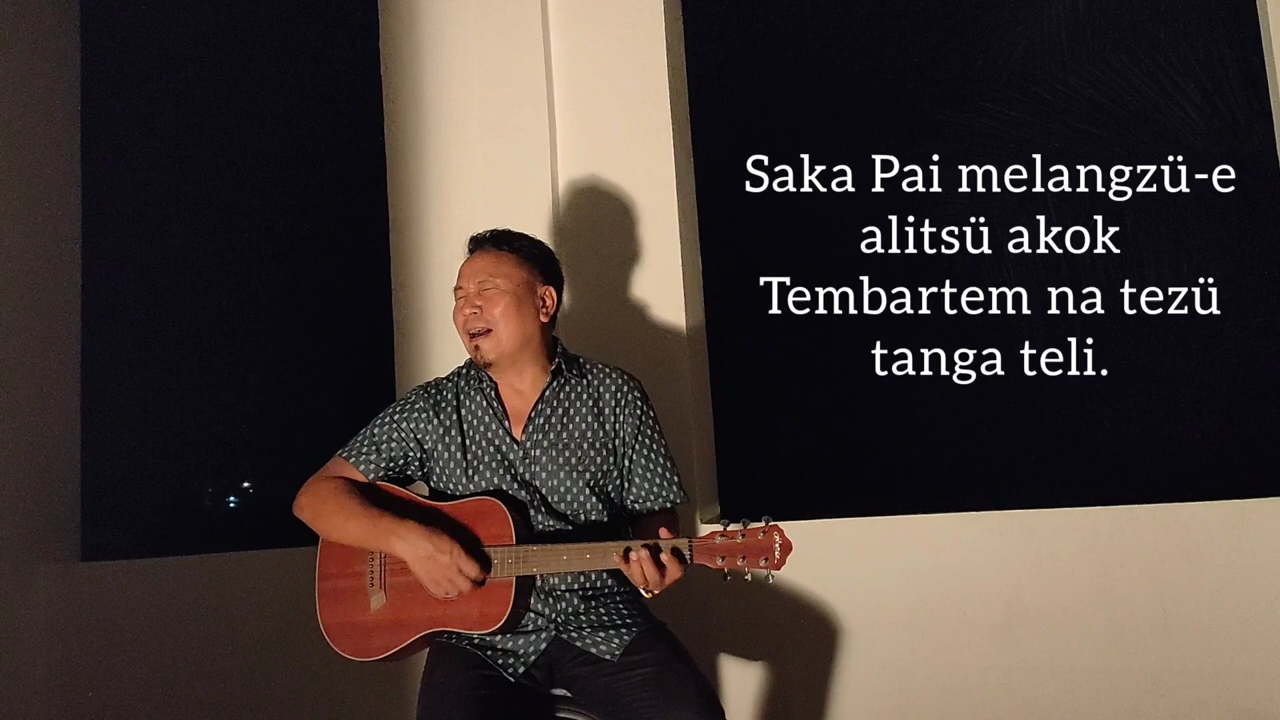 Saka Pai melangzü-e
alitsü akok
Tembartem na tezü
tanga teli.